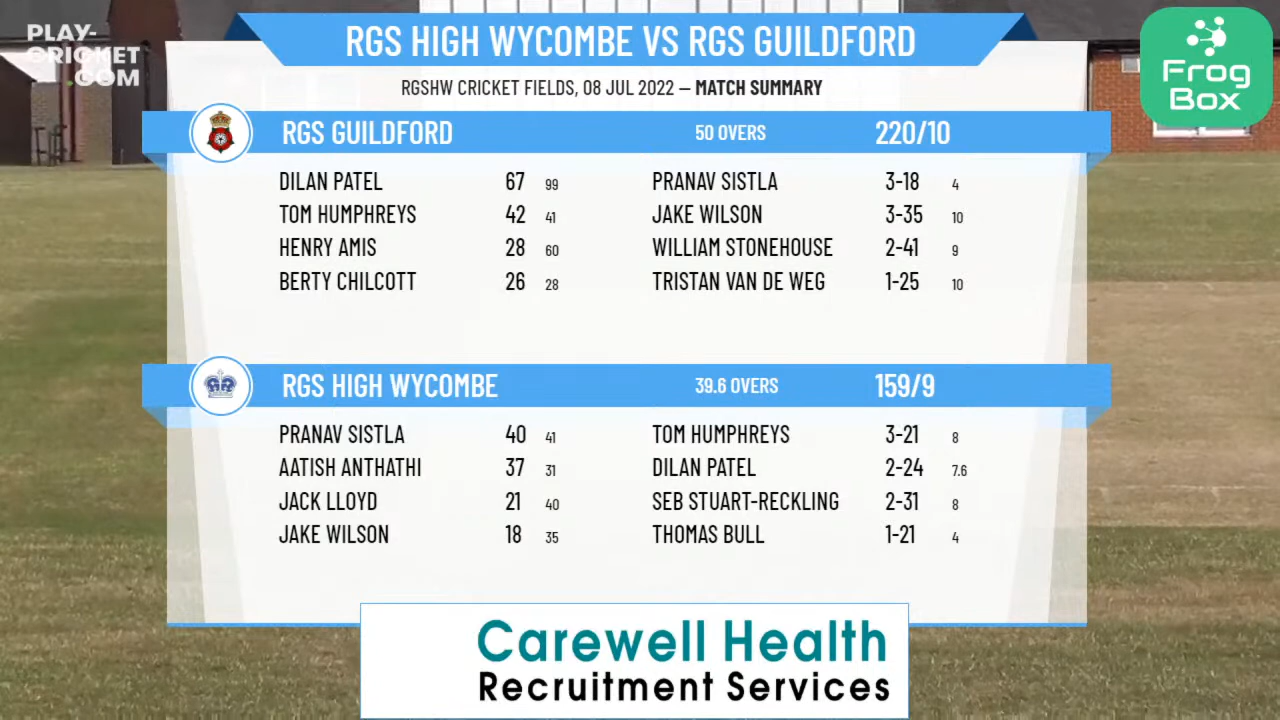 PLAY-
CRICKET
.COM
RGS HIGH WYCOMBE VS RGS GUILDFORD
Frog
Box
RGSHW CRICKET FIELDS, 08 JUL 2022 – MATCH SUMMARY
RGS GUILDFORD 50 OVERS 220/10
DILAN PATEL 67 99 PRANAV SISTLA 3-18 4
TOM HUMPHREYS 42 41 JAKE WILSON 3-35 10
HENRY AMIS 28 60 WILLIAM STONEHOUSE 2-41 9
BERTY CHILCOTT 26 28 TRISTAN VAN DE WEG 1-25 10
RGS HIGH WYCOMBE 39.6 OVERS 159/9
PRANAV SISTLA 40 41 TOM HUMPHREYS 3-21 8
AATISH ANTHATHI 37 31 DILAN PATEL 2-24 7.6
JACK LLOYD 21 40 SEB STUART-RECKLING 2-31 8
JAKE WILSON 18 35 THOMAS BULL 1-21 4
Carewell Health
Recruitment Services